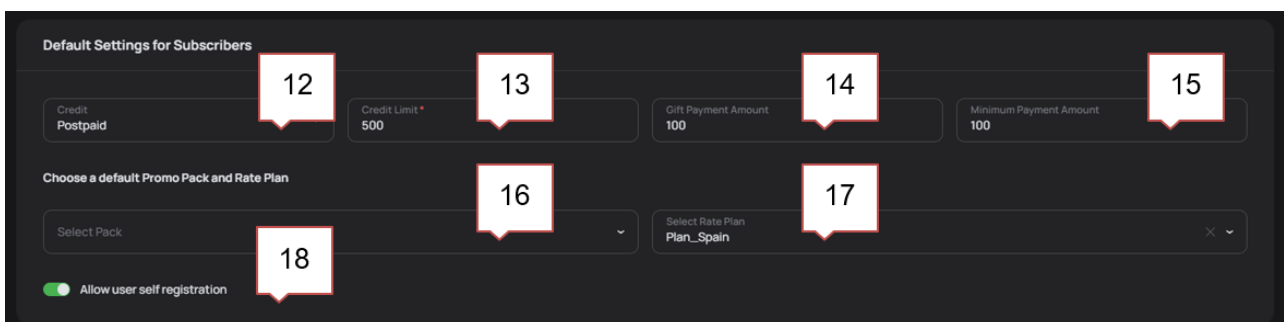 Default Settings for Subscribers
12
13
14
15
Credit
Postpaid
Credit Limit *
500
Gift Payment Amount
100
Minimum Payment Amount
100
Choose a default Promo Pack and Rate Plan
16
17
Select Pack
Select Rate Plan
Plan_Spain
18
Allow user self registration